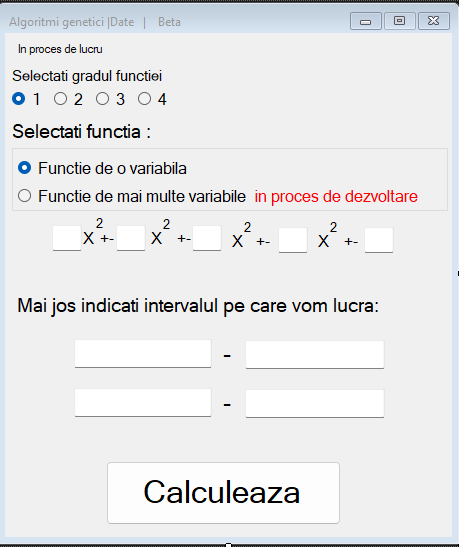 Algoritmi genetici |Date | Beta
In proces de lucru
Selectati gradul functiei
1 2 3 4
Selectati functia :
Functie de o variabila
Functie de mai multe variabile in proces de dezvoltare
X 2 +- X 2 +- X 2 +- X 2 +-
Mai jos indicati intervalul pe care vom lucra:
-
-
Calculeaza